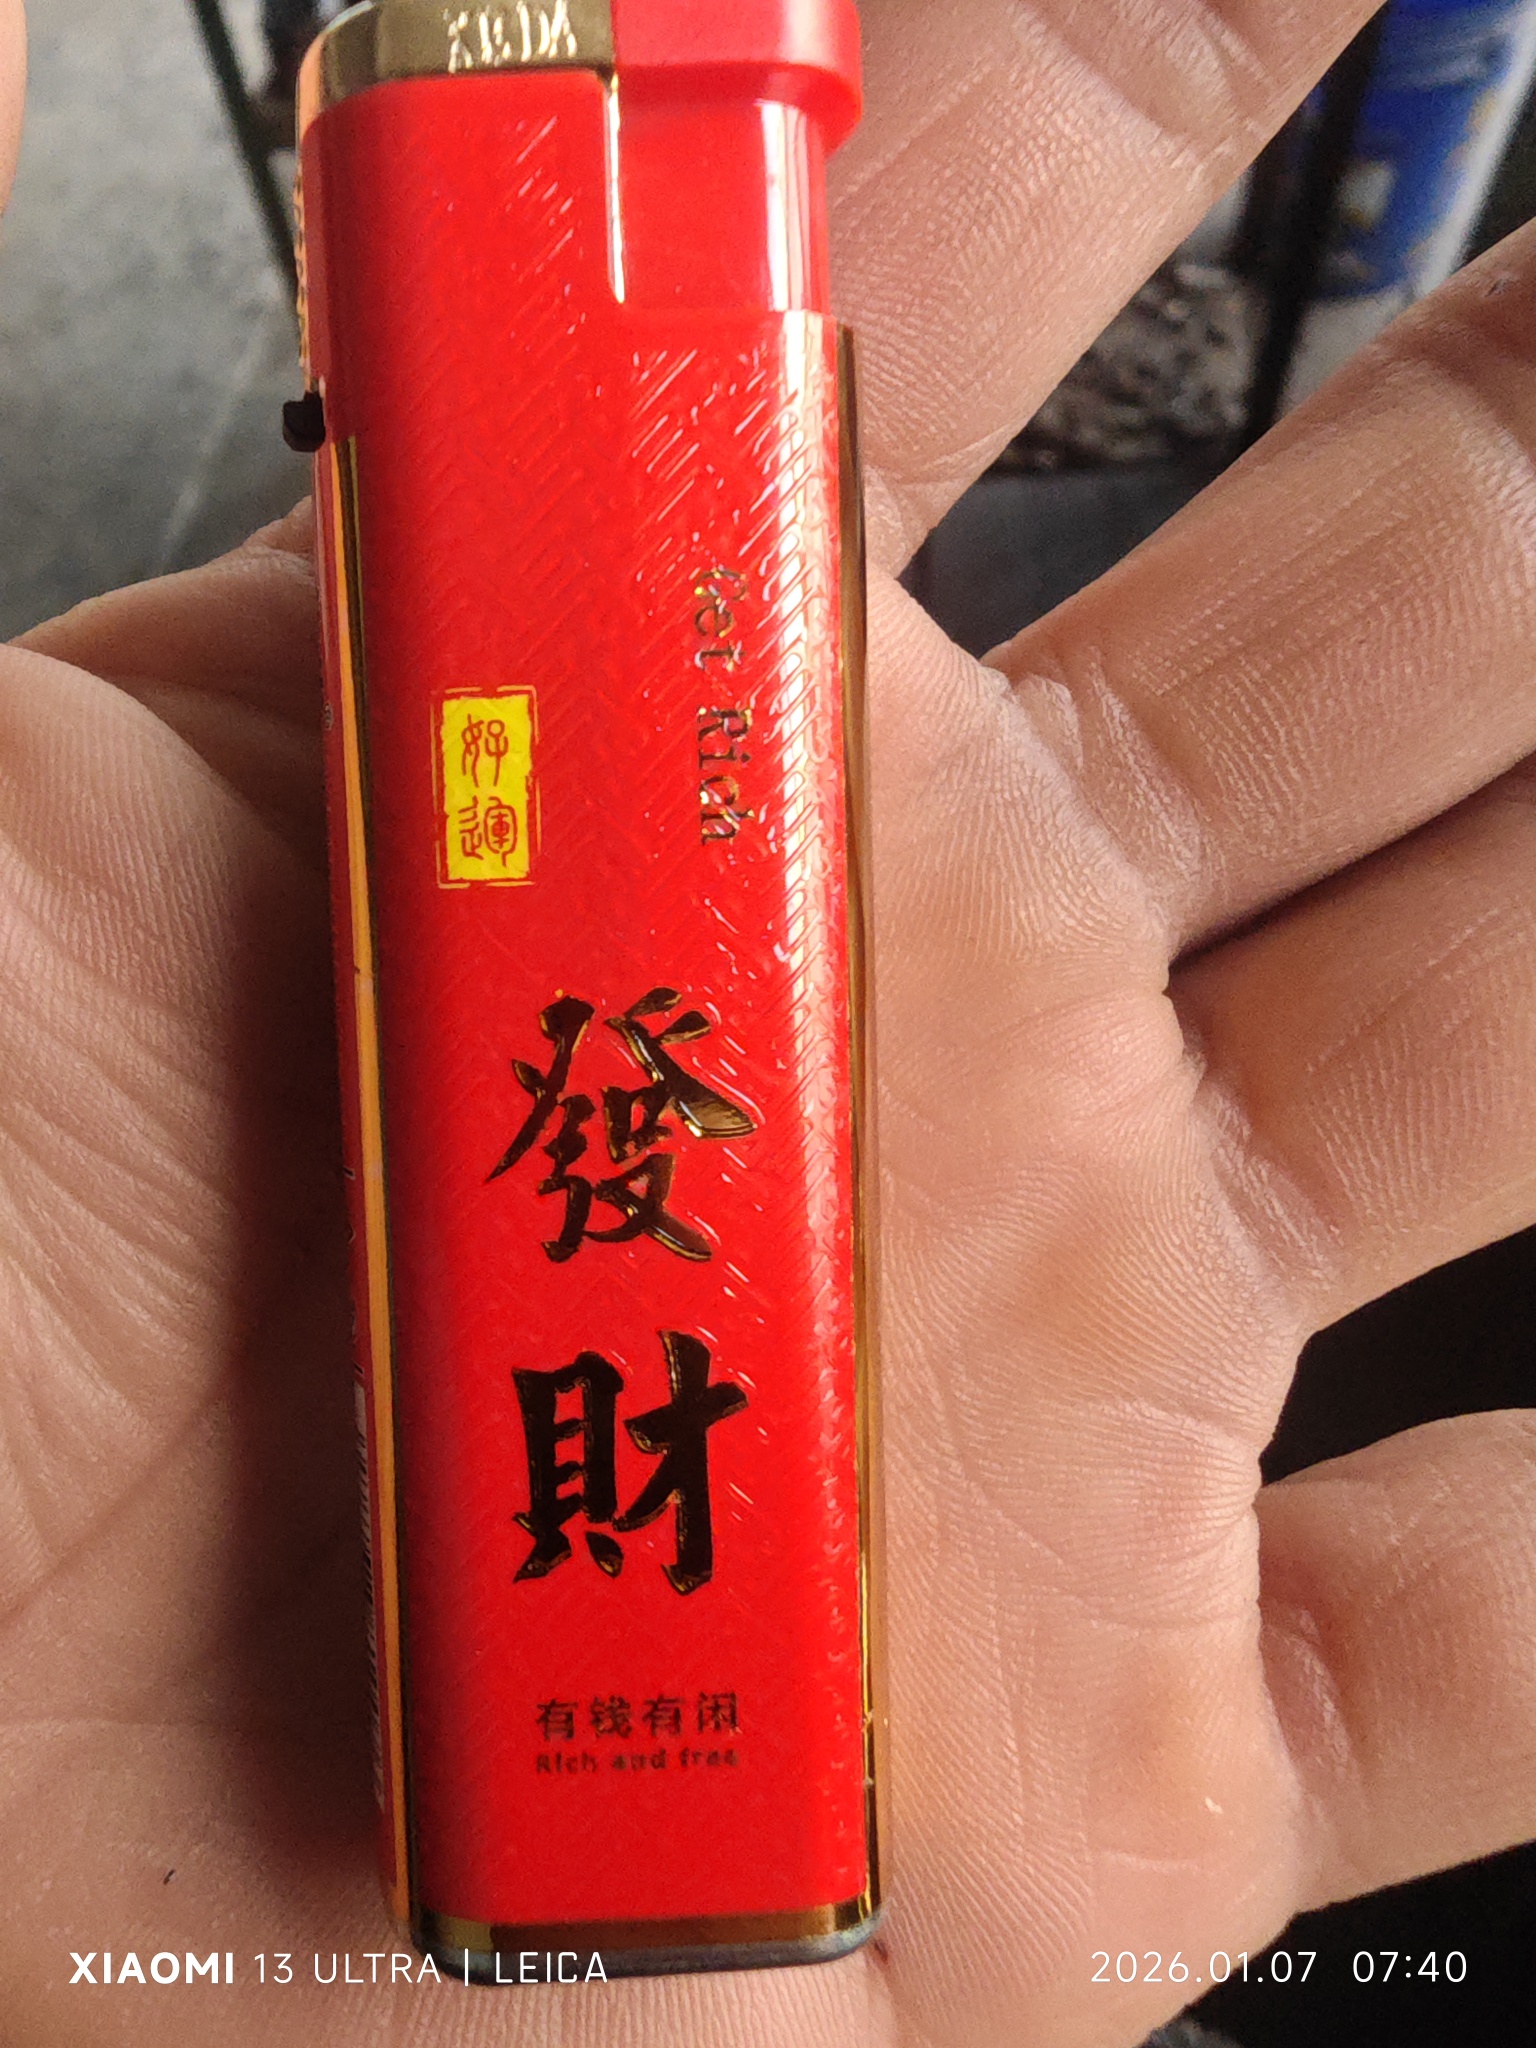 Get Rich
好運
發財
有钱有闲
Rich and free
XIAOMI 13 ULTRA | LEICA
2026.01.07 07:40